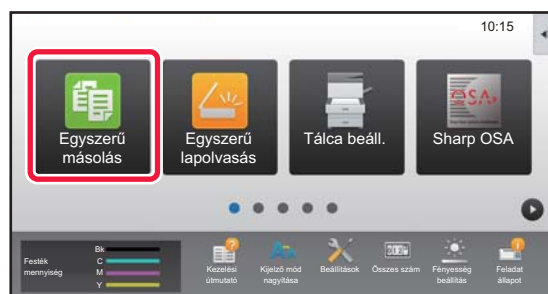 10:15
Egyszerű
másolás
Egyszerű
lapolvasás
Tálca beáll.
Sharp OSA
Festék
mennyiség
Bk
C
M
Y
Kezelési
útmutató
Kijelző mód
nagyítása
Beállítások
Összes szám
Fényesség
beállítás
Feladat
állapot